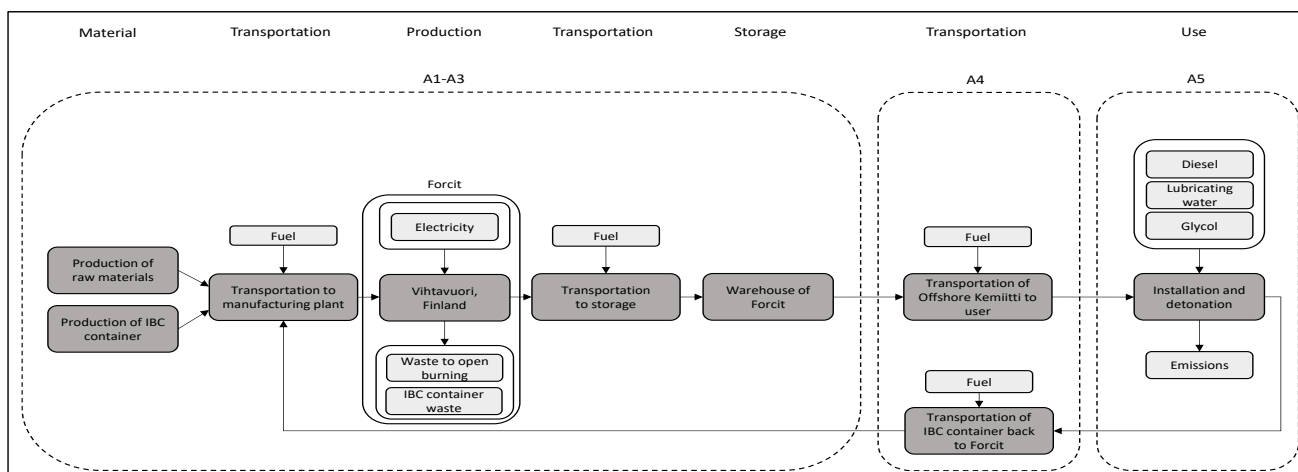 Material
Transportation
Production
Transportation
Storage
Transportation
Use
A1-A3
A4
A5
Production of
raw materials
Production of IBC
container
Fuel
Transportation to
manufacturing plant
Forcit
Electricity
Vihtavuori,
Finland
Waste to open
burning
IBC container
waste
Fuel
Transportation
to storage
Warehouse of
Forcit
Fuel
Transportation of
Offshore Kemiitti to
user
Fuel
Transportation of
IBC container back
to Forcit
Diesel
Lubricating
water
Glycol
Installation and
detonation
Emissions